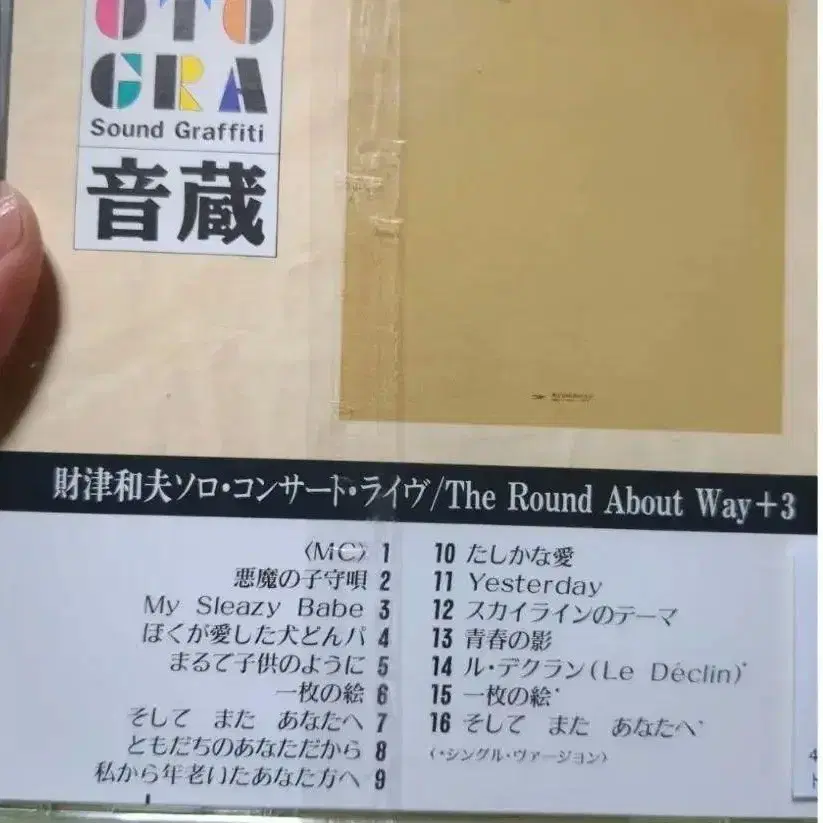 OTO
GRA
Sound Graffiti
音蔵
財津和夫ソロ・コンサート・ライヴ/The Round About Way+3
〈MC〉 1
悪魔の子守唄 2
My Sleazy Babe 3
ぼくが愛した犬どんパ 4
まるで子供のように 5
一枚の絵 6
そして また あなたへ 7
ともだちのあなただから 8
私から年老いたあなた方へ 9
10 たしかな愛
11 Yesterday
12 スカイラインのテーマ
13 青春の影
14 ル・デクラン(Le Déclin)*
15 一枚の絵*
16 そして また あなたへ*
(*シングル・ヴァージョン)